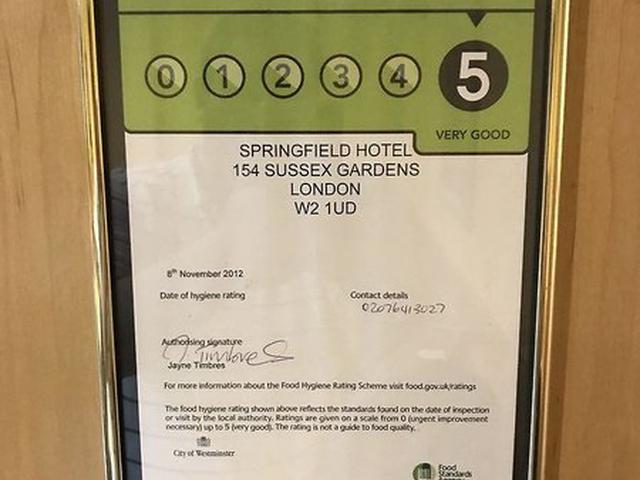 0 1 2 3 4 5
VERY GOOD
SPRINGFIELD HOTEL
154 SUSSEX GARDENS
LONDON
W2 1UD
8th November 2012
Date of hygiene rating
Contact details
02076413027
Authorising signature
J Timbres
Jayne Timbres
For more information about the Food Hygiene Rating Scheme visit food.gov.uk/ratings
The food hygiene rating shown above reflects the standards found on the date of inspection
or visit by the local authority. Ratings are given on a scale from 0 (urgent improvement
necessary) up to 5 (very good). The rating is not a guide to food quality.
City of Westminster
Food
Standards